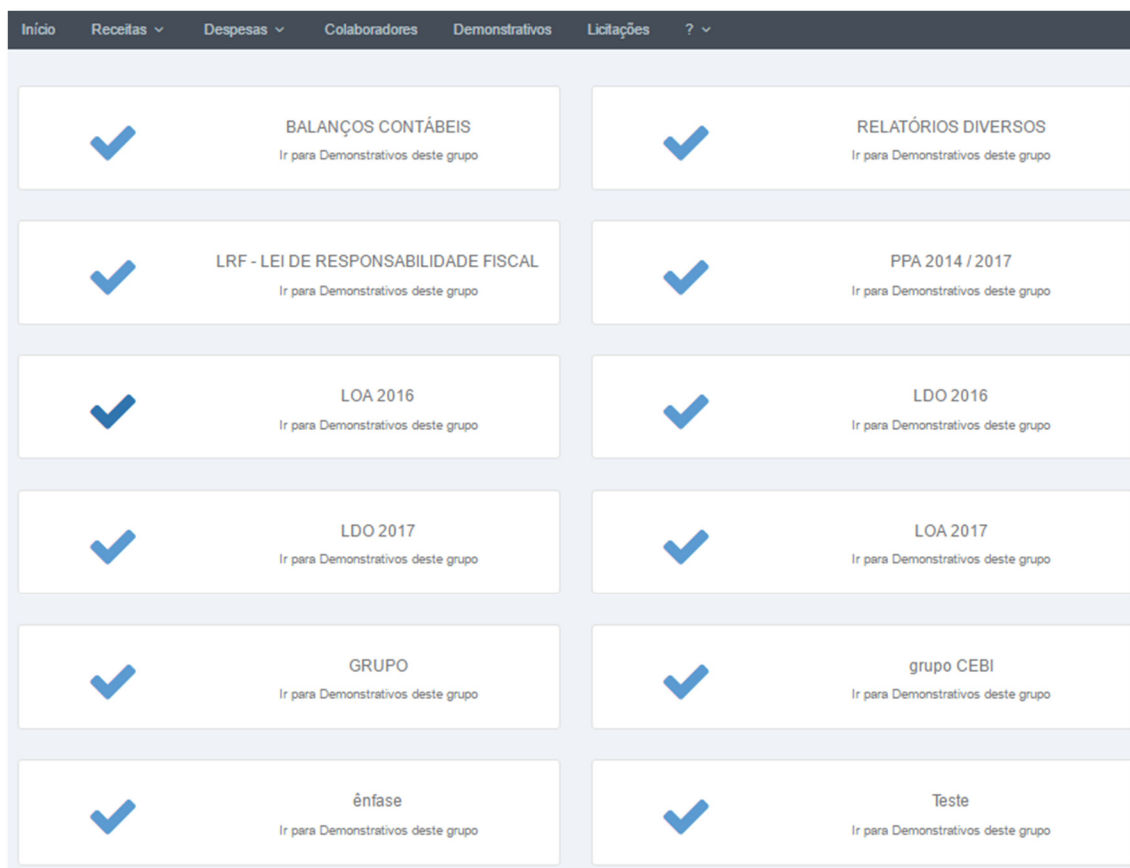 Início Receitas Despesas Colaboradores Demonstrativos Licitações ?
BALANÇOS CONTÁBEIS
Ir para Demonstrativos deste grupo
RELATÓRIOS DIVERSOS
Ir para Demonstrativos deste grupo
LRF - LEI DE RESPONSABILIDADE FISCAL
Ir para Demonstrativos deste grupo
PPA 2014 / 2017
Ir para Demonstrativos deste grupo
LOA 2016
Ir para Demonstrativos deste grupo
LDO 2016
Ir para Demonstrativos deste grupo
LDO 2017
Ir para Demonstrativos deste grupo
LOA 2017
Ir para Demonstrativos deste grupo
GRUPO
Ir para Demonstrativos deste grupo
grupo CEBI
Ir para Demonstrativos deste grupo
ênfase
Ir para Demonstrativos deste grupo
Teste
Ir para Demonstrativos deste grupo